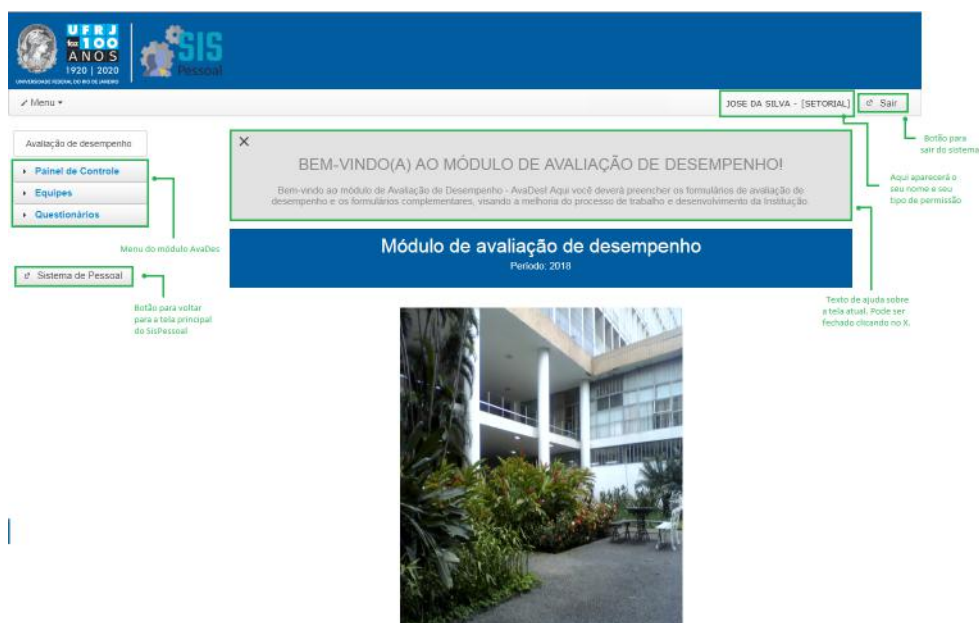 UFRJ
faz 100
ANOS
1920 | 2020
UNIVERSIDADE FEDERAL DO RIO DE JANEIRO
SIS
Pessoal
Menu
JOSE DA SILVA - [SETORIAL]
Sair
Avaliação de desempenho
Painel de Controle
Equipes
Questionários
Menu do módulo AvaDes
Sistema de Pessoal
Botão para voltar
para a tela principal
do SisPessoal
BEM-VINDO(A) AO MÓDULO DE AVALIAÇÃO DE DESEMPENHO!
Bem-vindo ao módulo de Avaliação de Desempenho - AvaDes! Aqui você deverá preencher os formulários de avaliação de
desempenho e os formulários complementares, visando a melhoria do processo de trabalho e desenvolvimento da Instituição.
Módulo de avaliação de desempenho
Período: 2018
Botão para
sair do sistema
Aqui aparecerá o
seu nome e seu
tipo de permissão
Texto de ajuda sobre
a tela atual. Pode ser
fechado clicando no X.